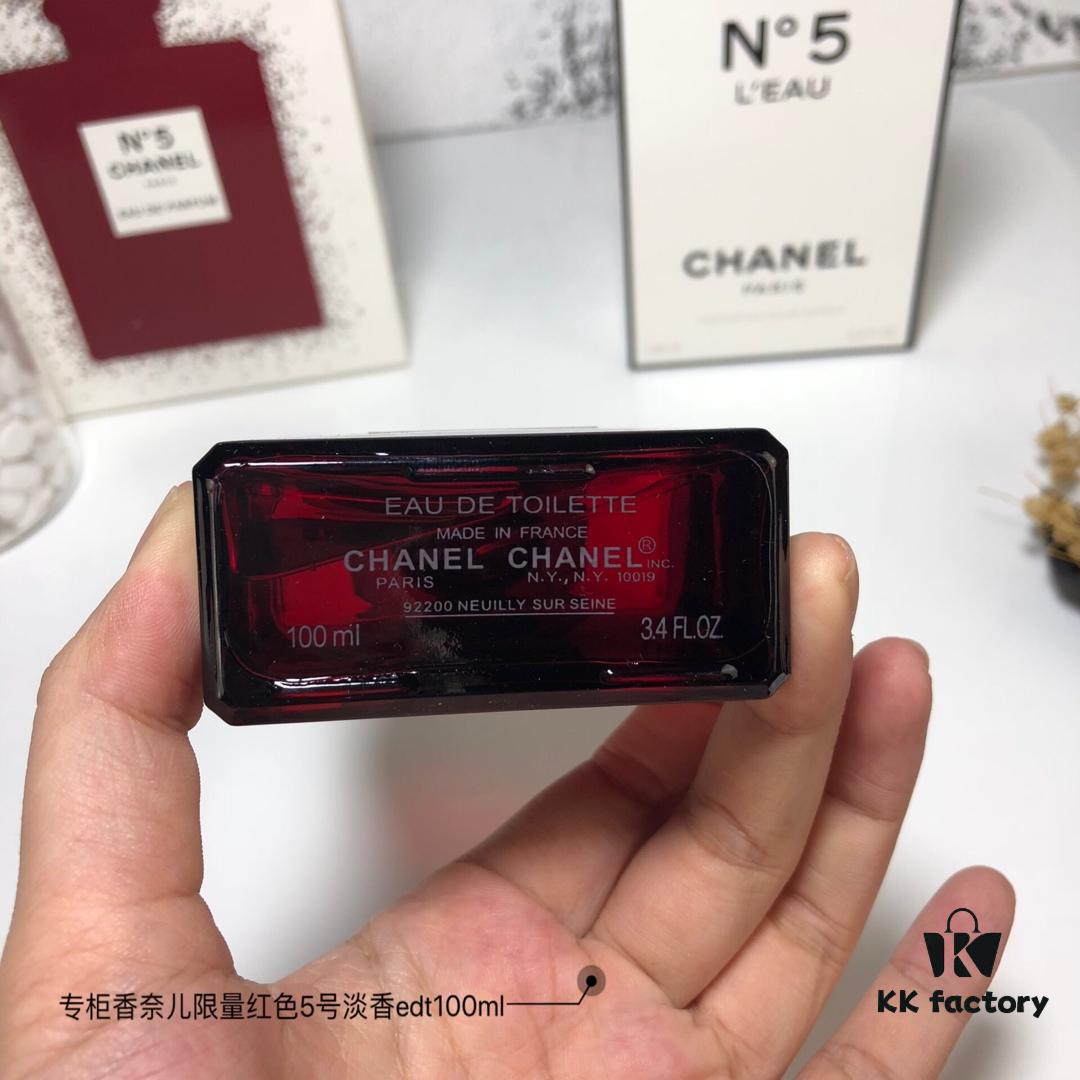 N°5
CHANEL
PARIS
EAU DE PARFUM
N°5
L'EAU
CHANEL
PARIS
EAU DE TOILETTE
MADE IN FRANCE
CHANEL CHANEL® INC.
PARIS N.Y., N.Y. 10019
92200 NEUILLY SUR SEINE
100 ml 3.4 FL.OZ.
专柜香奈儿限量红色5号淡香edt100ml
KK factory